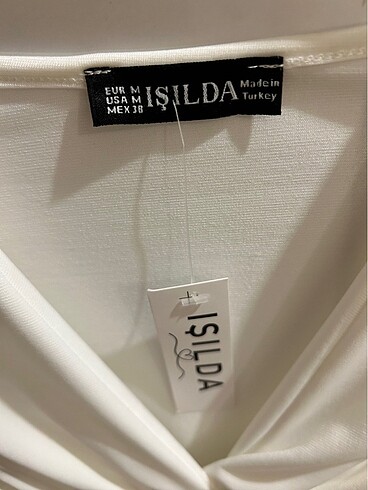 EUR M
USA M
MEX 38
IŞILDA
Made in
Turkey
IŞILDA